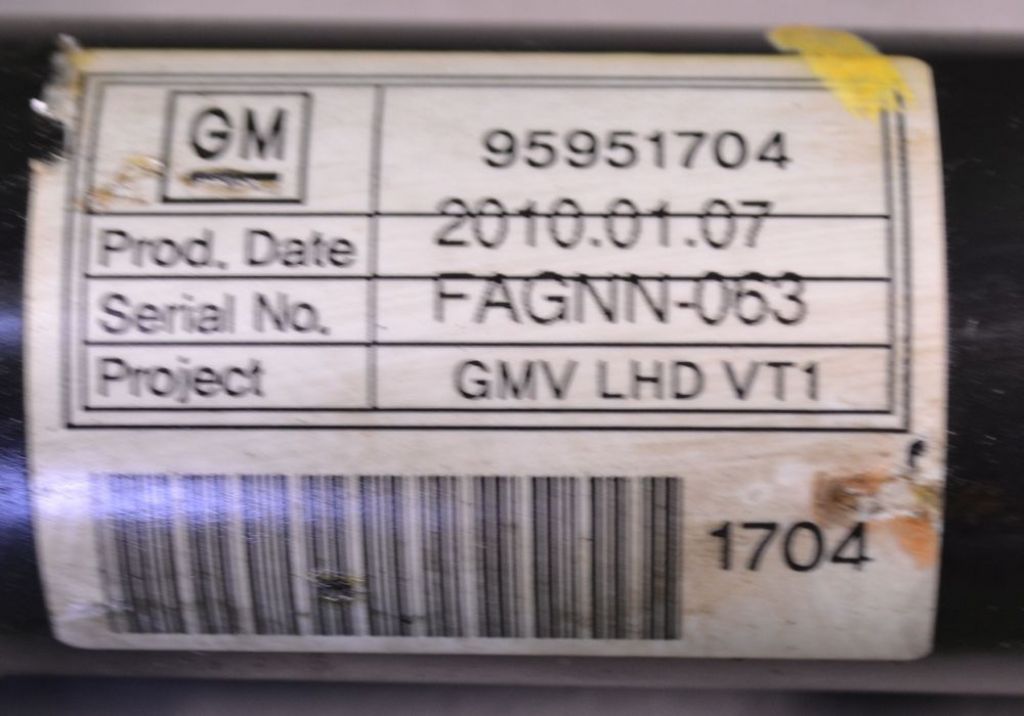 GM 95951704
Prod. Date 2010.01.07
Serial No. FAGNN-063
Project GMV LHD VT1
1704